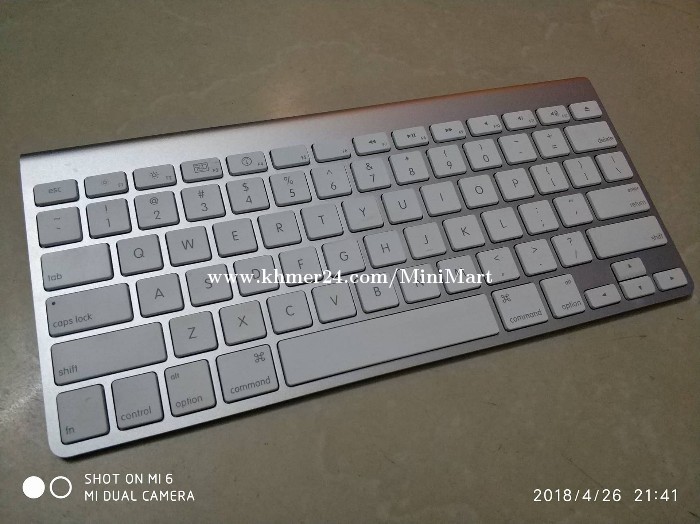 esc
~ ! 1 @ 2 # 3 $ 4 % 5 ^ 6 & 7 * 8 ( 9 ) 0 delete
tab Q W E R T Y U I O P
caps lock A S D F G H J K L enter return
shift Z X C V B shift
fn control alt option command command alt option
www.khmer24.com/MiniMart
SHOT ON MI 6
MI DUAL CAMERA
2018/4/26 21:41